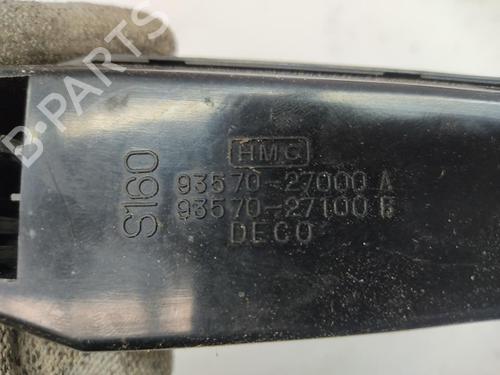 B-PARTS
HMC
S160
93570-27000 A
93570-27100 B
DECO